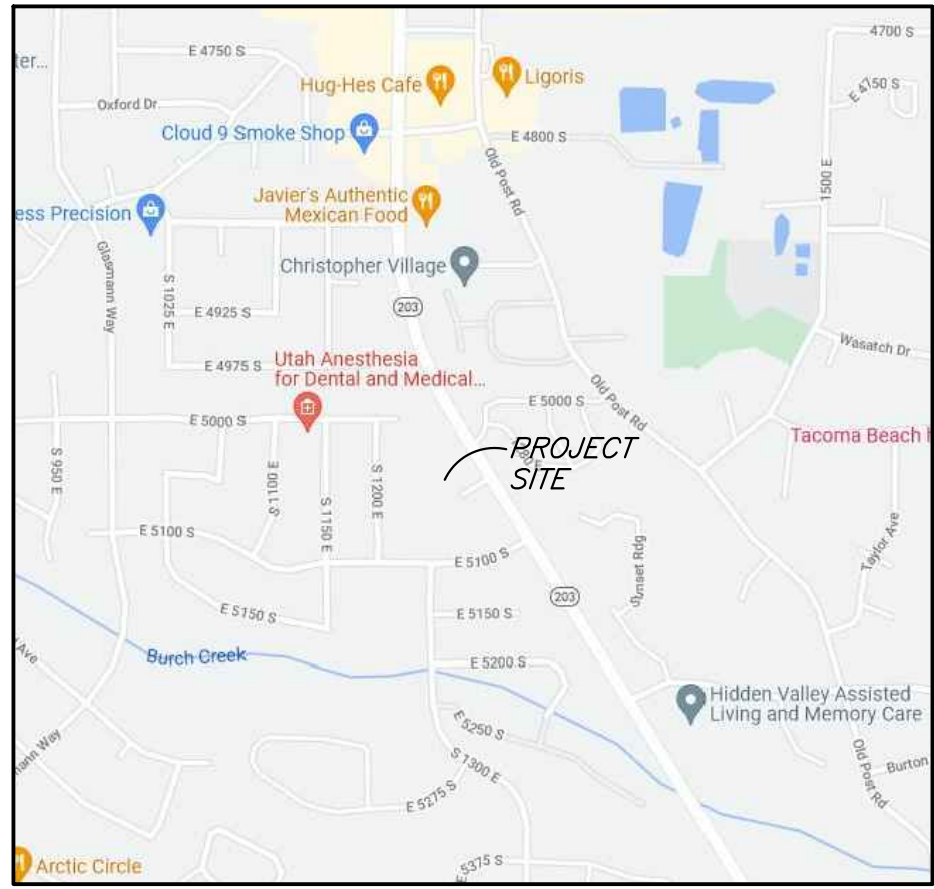 4700 S
E 4750 S
ter...
Hug-Hes Cafe
Ligoris
E 4750 S
Oxford Dr
Cloud 9 Smoke Shop
E 4800 S
Old Post Rd
1500 E
Javier's Authentic
Mexican Food
ess Precision
Glasmann Way
Christopher Village
S 1025 E
203
E 4925 S
Wasatch Dr
E 4975 S
Utah Anesthesia
for Dental and Medical...
Old Post Rd
E 5000 S
E 5000 S
Tacoma Beach
PROJECT
SITE
S 950 E
S 1100 E
S 1150 E
S 1200 E
E 5100 S
E 5100 S
Sunset Rdg
Taylor Ave
203
E 5150 S
E 5150 S
Burch Creek
Ave
E 5200 S
Hidden Valley Assisted
Living and Memory Care
E 5250 S
mann Way
S 1300 E
Old Post Rd
Burton
E 5275 S
Arctic Circle
E 5375 S